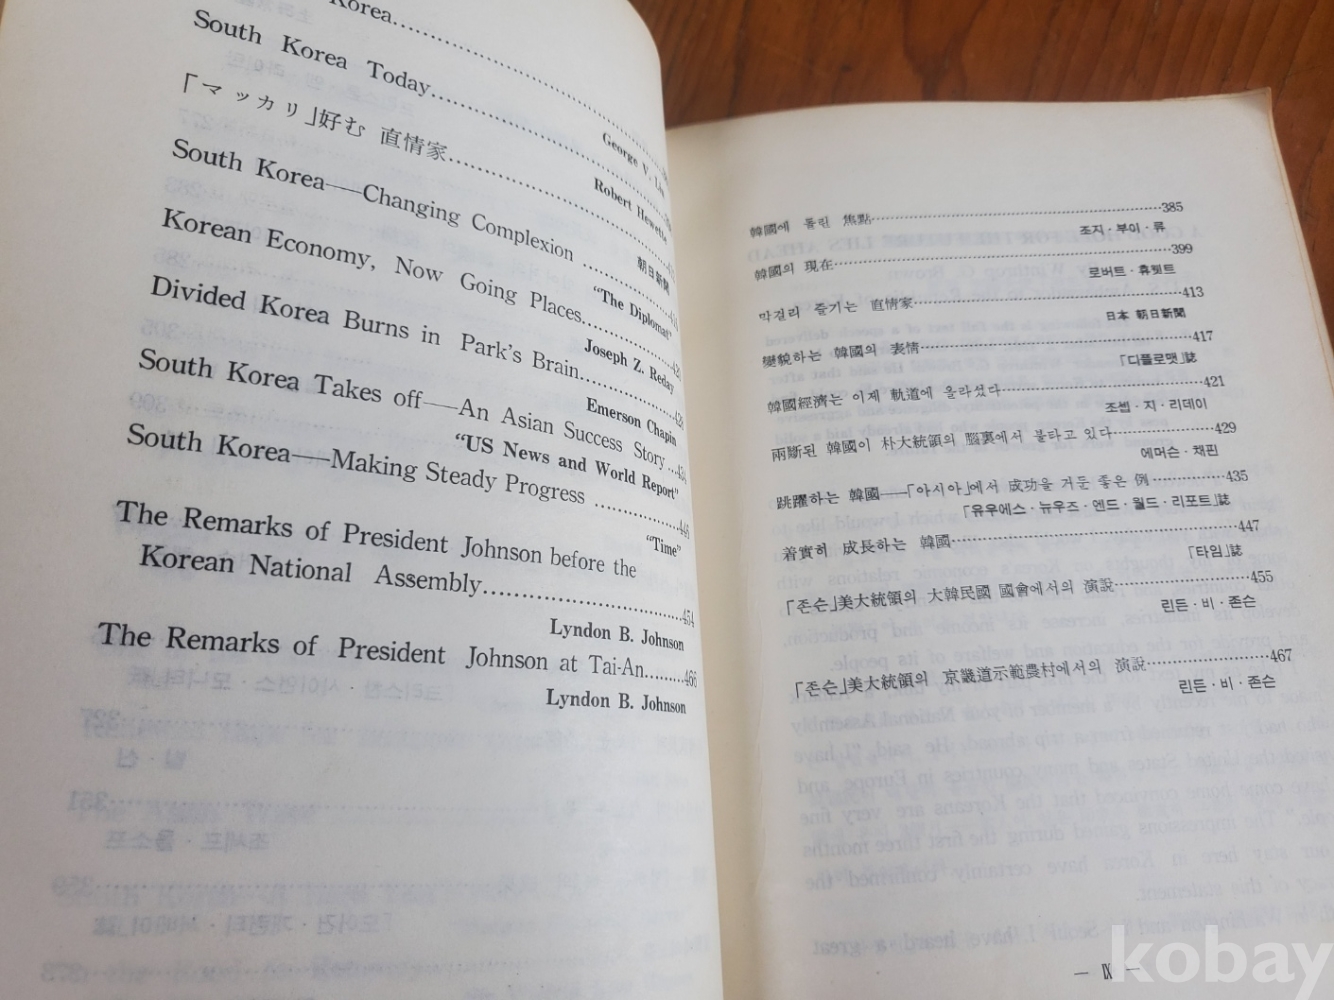 Korea
George V. Liu
South Korea Today
Robert Hewette
「マッカリ」好む 直情家
朝日新聞
South Korea——Changing Complexion
"The Diplomat"
Korean Economy, Now Going Places
Joseph Z. Reday
Divided Korea Burns in Park's Brain
Emerson Chapin
South Korea Takes off——An Asian Success Story
"US News and World Report"
South Korea——Making Steady Progress
"Time"
The Remarks of President Johnson before the
Korean National Assembly……454
Lyndon B. Johnson
The Remarks of President Johnson at Tai-An……466
Lyndon B. Johnson
韓國에 돌린 焦點……385
조지·부이·류
韓國의 現在……399
로버트·휴윗트
막걸리 즐기는 直情家……413
日本 朝日新聞
變貌하는 韓國의 表情……417
「디플로맷」誌
韓國經濟는 이제 軌道에 올라섰다……421
조셉·지·리데이
兩斷된 韓國이 朴大統領의 腦裏에서 불타고 있다……429
에머슨·채핀
跳躍하는 韓國——「아시아」에서 成功을 거둔 좋은 例……435
「유우에스·뉴우즈·엔드·월드·리포트」誌
着實히 成長하는 韓國……447
「타임」誌
「존슨」美大統領의 大韓民國 國會에서의 演說……455
린든·비·존슨
「존슨」美大統領의 京畿道示範農村에서의 演說……467
린든·비·존슨
— Ⅸ —
kobay